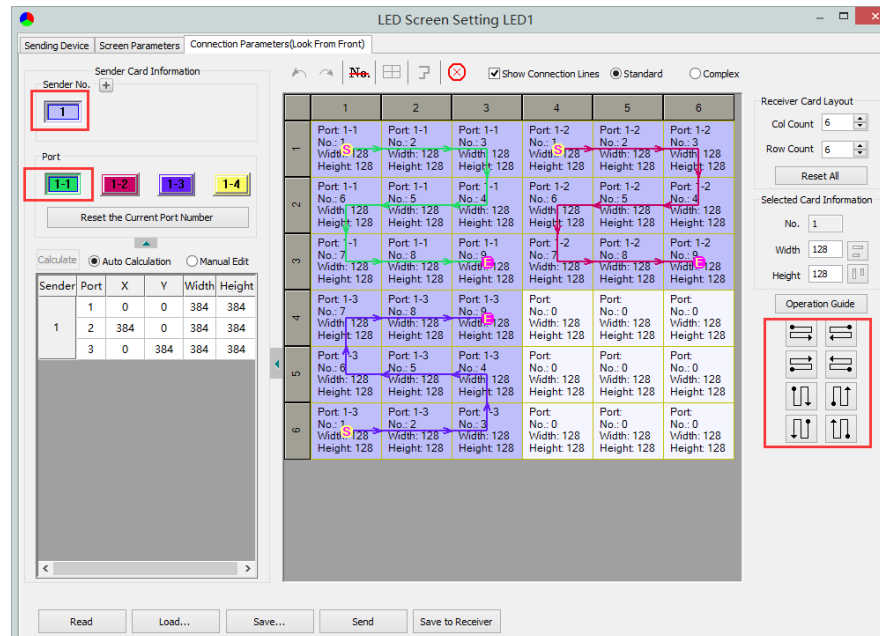 LED Screen Setting LED1
Sending Device Screen Parameters Connection Parameters(Look From Front)
Sender Card Information
Sender No. +
1
Port
1-1 1-2 1-3 1-4
Reset the Current Port Number
Calculate Auto Calculation Manual Edit
Sender Port X Y Width Height
1 0 0 384 384
1 2 384 0 384 384
3 0 384 384 384
No. Show Connection Lines Standard Complex
1 2 3 4 5 6
1
Port: 1-1 Port: 1-1 Port: 1-1 Port: 1-2 Port: 1-2 Port: 1-2
No.: 1 No.: 2 No.: 3 No.: 1 No.: 2 No.: 3
S S
Width: 128 Width: 128 Width: 128 Width: 128 Width: 128 Width: 128
Height: 128 Height: 128 Height: 128 Height: 128 Height: 128 Height: 128
2
Port: 1-1 Port: 1-1 Port: 1-1 Port: 1-2 Port: 1-2 Port: 1-2
No.: 6 No.: 5 No.: 4 No.: 6 No.: 5 No.: 4
Width: 128 Width: 128 Width: 128 Width: 128 Width: 128 Width: 128
Height: 128 Height: 128 Height: 128 Height: 128 Height: 128 Height: 128
3
Port: 1-1 Port: 1-1 Port: 1-1 Port: 1-2 Port: 1-2 Port: 1-2
No.: 7 No.: 8 No.: 9 No.: 7 No.: 8 No.: 9
E E
Width: 128 Width: 128 Width: 128 Width: 128 Width: 128 Width: 128
Height: 128 Height: 128 Height: 128 Height: 128 Height: 128 Height: 128
4
Port: 1-3 Port: 1-3 Port: 1-3 Port: Port: Port:
No.: 7 No.: 8 No.: 9 No.: 0 No.: 0 No.: 0
E
Width: 128 Width: 128 Width: 128 Width: 128 Width: 128 Width: 128
Height: 128 Height: 128 Height: 128 Height: 128 Height: 128 Height: 128
5
Port: 1-3 Port: 1-3 Port: 1-3 Port: Port: Port:
No.: 6 No.: 5 No.: 4 No.: 0 No.: 0 No.: 0
Width: 128 Width: 128 Width: 128 Width: 128 Width: 128 Width: 128
Height: 128 Height: 128 Height: 128 Height: 128 Height: 128 Height: 128
6
Port: 1-3 Port: 1-3 Port: 1-3 Port: Port: Port:
No.: 1 No.: 2 No.: 3 No.: 0 No.: 0 No.: 0
S
Width: 128 Width: 128 Width: 128 Width: 128 Width: 128 Width: 128
Height: 128 Height: 128 Height: 128 Height: 128 Height: 128 Height: 128
Receiver Card Layout
Col Count 6
Row Count 6
Reset All
Selected Card Information
No. 1
Width 128
Height 128
Operation Guide
Read Load... Save... Send Save to Receiver